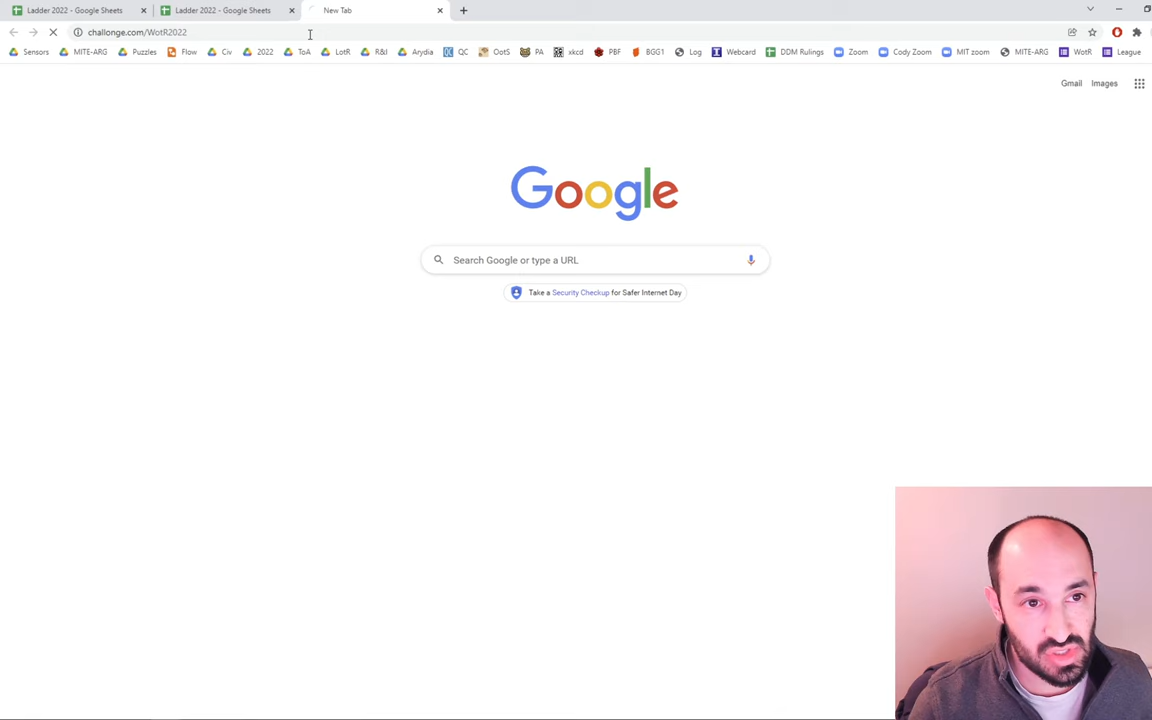 Ladder 2022 - Google Sheets Ladder 2022 - Google Sheets New Tab
challonge.com/WotR2022
Sensors MITE-ARG Puzzles Flow Civ 2022 ToA LotR R&I Arydia QC OotS PA xkcd PBF BGG1 Log Webcard DDM Rulings Zoom Cody Zoom MIT zoom MITE-ARG WotR League
Gmail Images
Google
Search Google or type a URL
Take a Security Checkup for Safer Internet Day